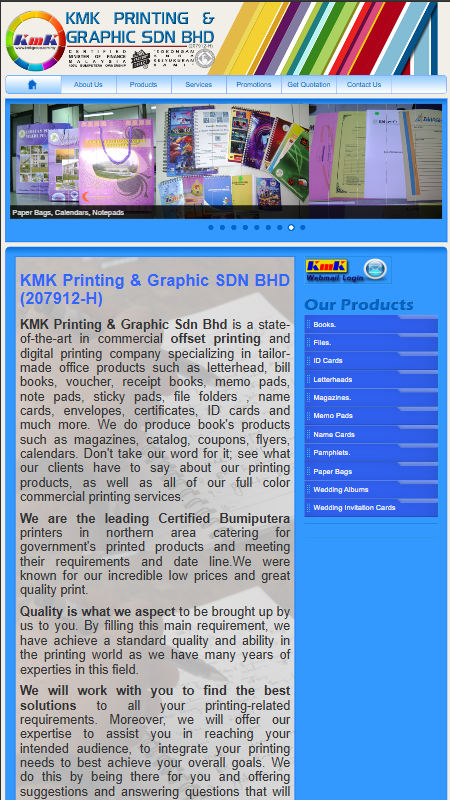 KMK PRINTING &
GRAPHIC SDN BHD
(207912-H)
KmK
CERTIFIED
MINISTER OF FINANCE
MALAYSIA
100% BUMIPUTERA OWNERSHIP
About Us
Products
Services
Promotions
Get Quotation
Contact Us
Paper Bags, Calendars, Notepads
KMK Printing & Graphic SDN BHD
(207912-H)
KMK Printing & Graphic Sdn Bhd is a state-
of-the-art in commercial offset printing and
digital printing company specializing in tailor-
made office products such as letterhead, bill
books, voucher, receipt books, memo pads,
note pads, sticky pads, file folders , name
cards, envelopes, certificates, ID cards and
much more. We do produce book's products
such as magazines, catalog, coupons, flyers,
calendars. Don't take our word for it; see what
our clients have to say about our printing
products, as well as all of our full color
commercial printing services.
We are the leading Certified Bumiputera
printers in northern area catering for
government's printed products and meeting
their requirements and date line.We were
known for our incredible low prices and great
quality print.
Quality is what we aspect to be brought up by
us to you. By filling this main requirement, we
have achieve a standard quality and ability in
the printing world as we have many years of
experties in this field.
We will work with you to find the best
solutions to all your printing-related
requirements. Moreover, we will offer our
expertise to assist you in reaching your
intended audience, to integrate your printing
needs to best achieve your overall goals. We
do this by being there for you and offering
suggestions and answering questions that will
KmK
Webmail Login
Our Products
Books.
Files.
ID Cards
Letterheads
Magazines.
Memo Pads
Name Cards
Pamphlets.
Paper Bags
Wedding Albums
Wedding Invitation Cards